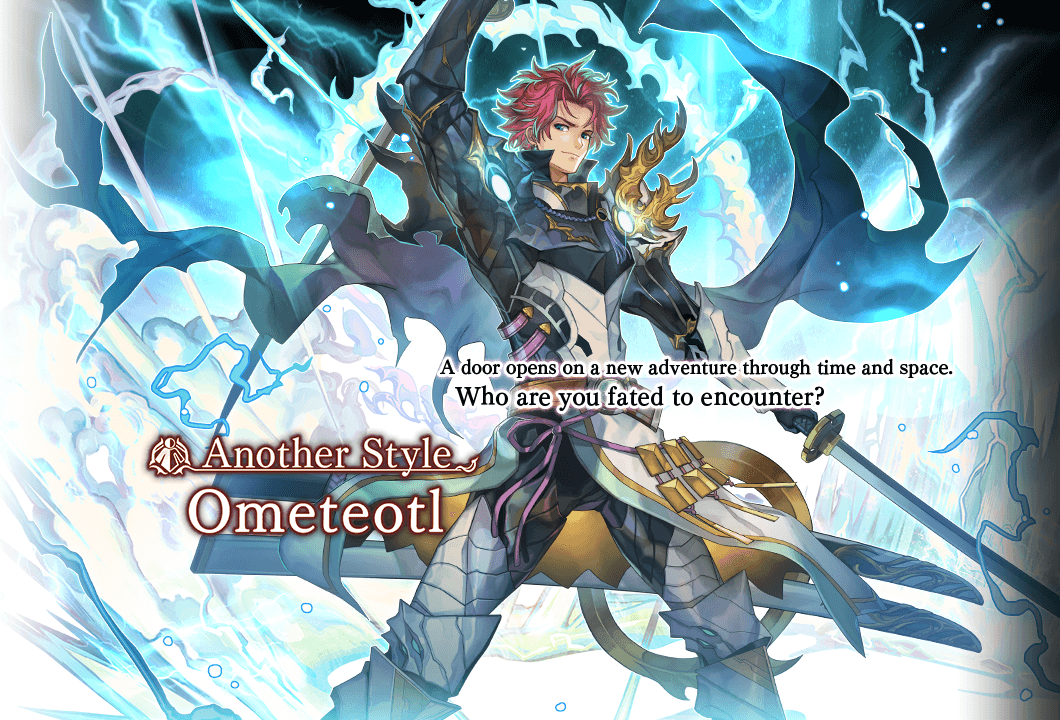 A door opens on a new adventure through time and space.
Who are you fated to encounter?
Another Style
Ometeotl